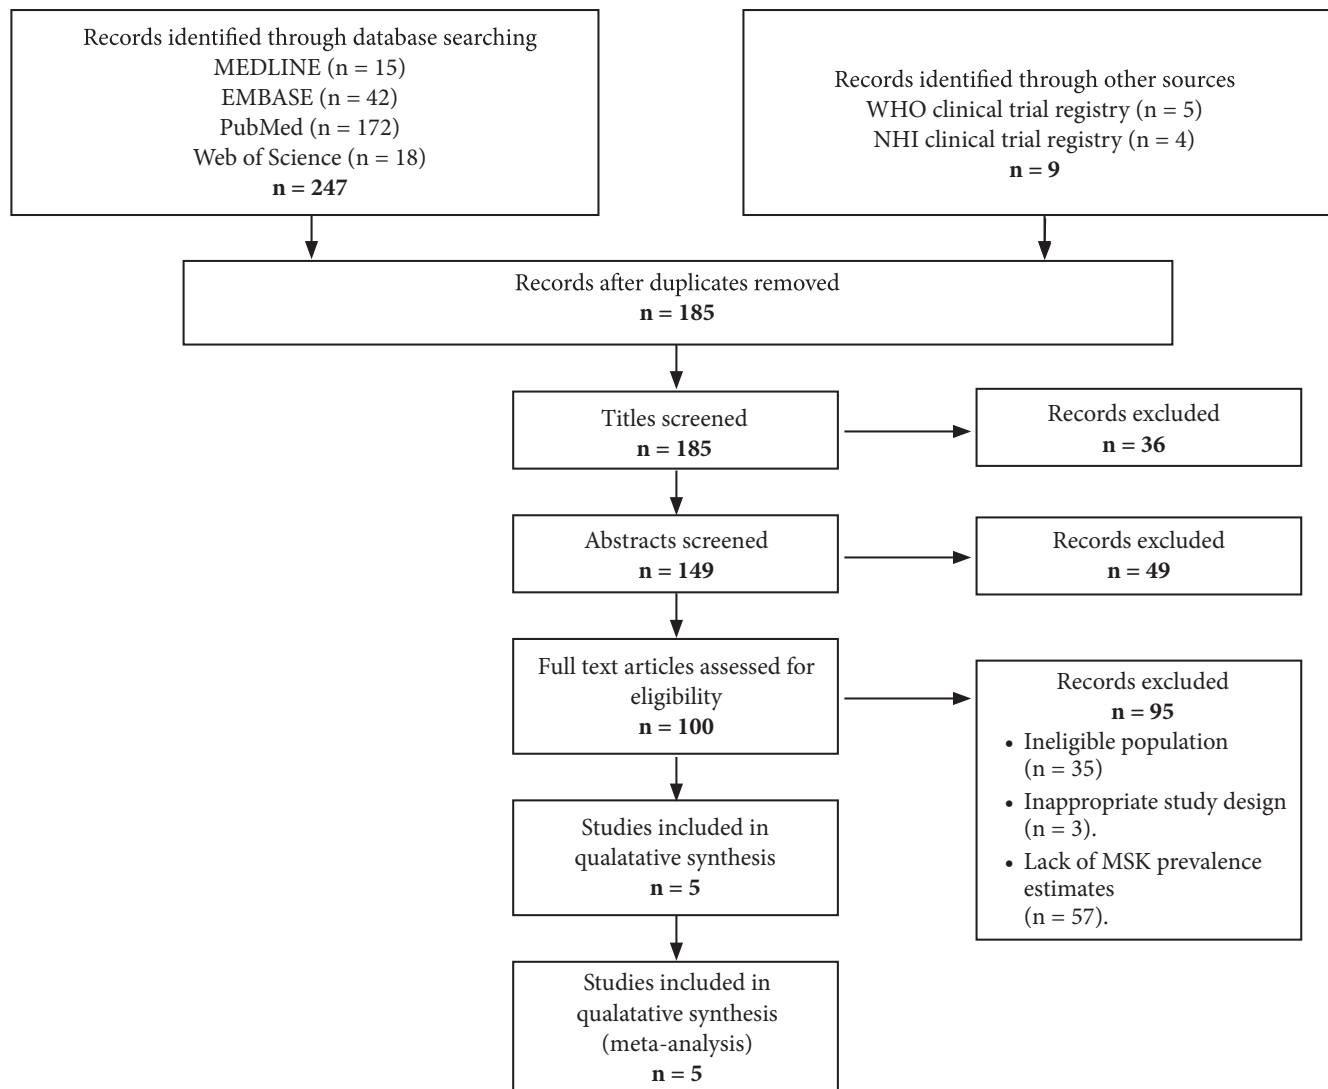 Records identified through database searching
MEDLINE (n = 15)
EMBASE (n = 42)
PubMed (n = 172)
Web of Science (n = 18)
n = 247
Records identified through other sources
WHO clinical trial registry (n = 5)
NHI clinical trial registry (n = 4)
n = 9
Records after duplicates removed
n = 185
Titles screened
n = 185
Records excluded
n = 36
Abstracts screened
n = 149
Records excluded
n = 49
Full text articles assessed for
eligibility
n = 100
Records excluded
n = 95
• Ineligible population
(n = 35)
• Inappropriate study design
(n = 3).
• Lack of MSK prevalence
estimates
(n = 57).
Studies included in
qualatative synthesis
n = 5
Studies included in
qualatative synthesis
(meta-analysis)
n = 5